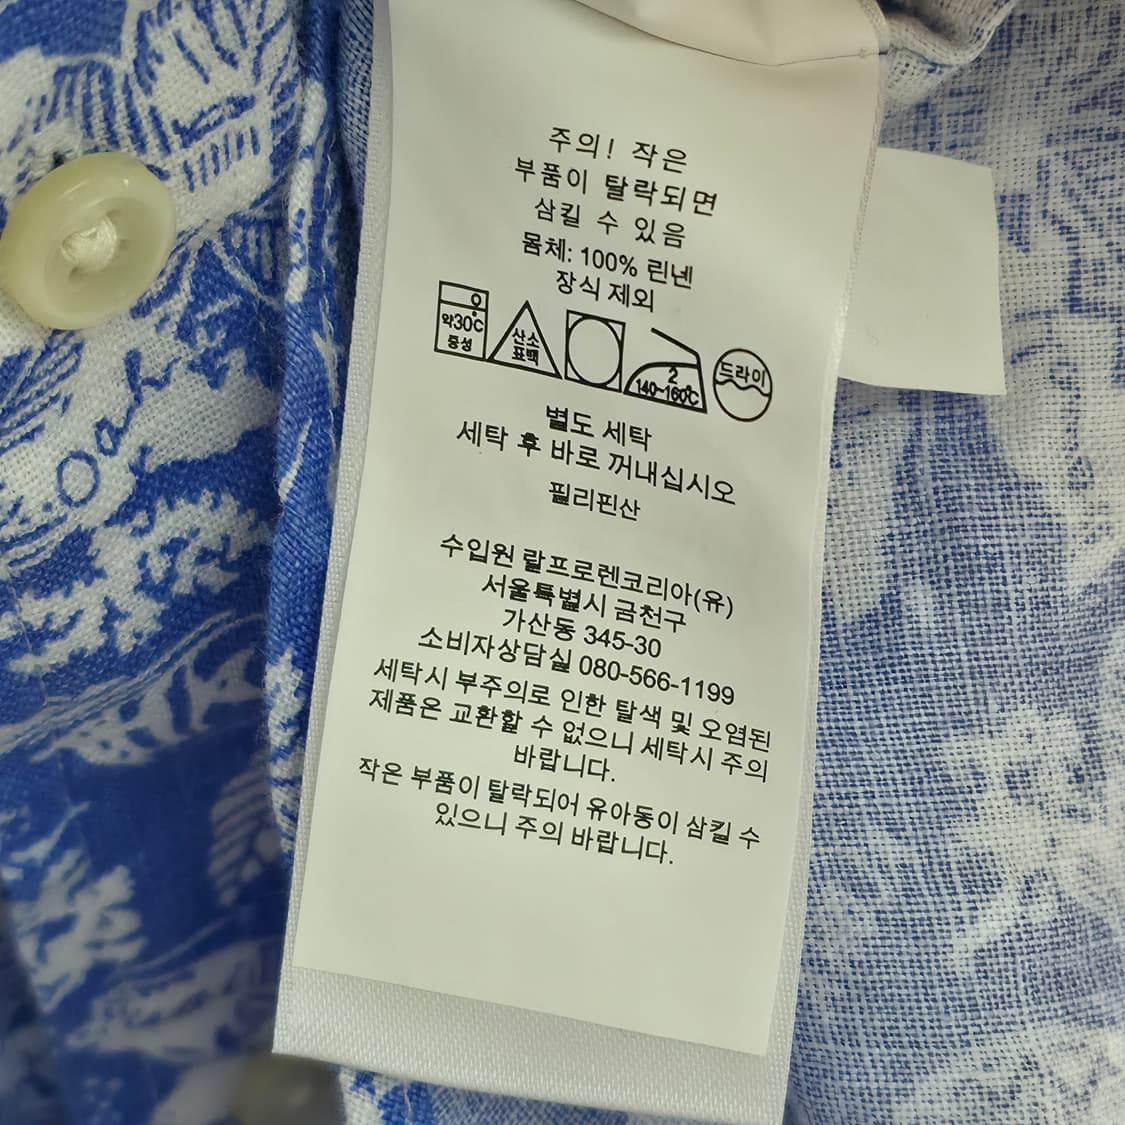 주의! 작은
부품이 탈락되면
삼킬 수 있음
몸체: 100% 린넨
장식 제외
약30℃
중성
산소
표백
2
140~160℃
드라이
별도 세탁
세탁 후 바로 꺼내십시오
필리핀산
수입원 랄프로렌코리아(유)
서울특별시 금천구
가산동 345-30
소비자상담실 080-566-1199
세탁시 부주의로 인한 탈색 및 오염된
제품은 교환할 수 없으니 세탁시 주의
바랍니다.
작은 부품이 탈락되어 유아동이 삼킬 수
있으니 주의 바랍니다.
Oahu